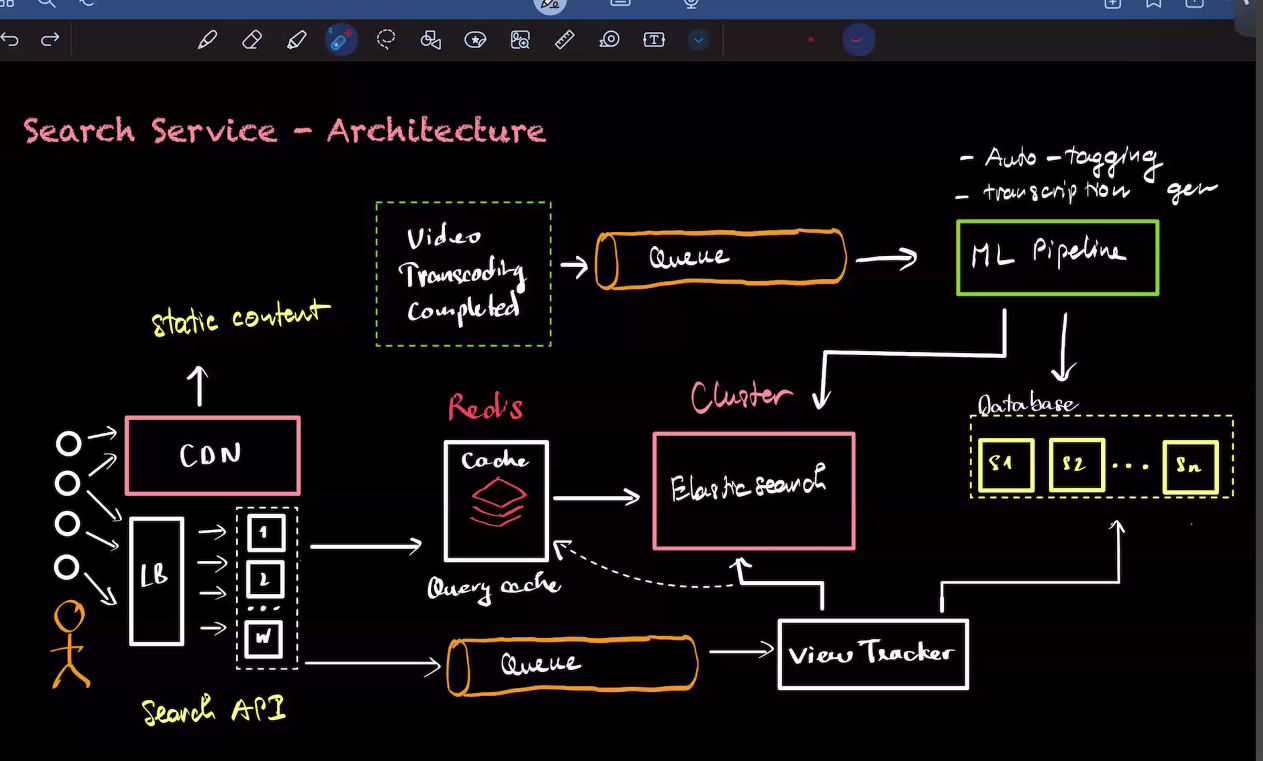 Search Service - Architecture
- Auto-tagging
- transcription gen
Video
Transcoding
Completed
Queue
ML Pipeline
static content
CDN
Redis
Cache
Query cache
Cluster
Elasticsearch
Database
S1
S2
...
Sn
LB
1
2
...
W
Search API
Queue
View Tracker